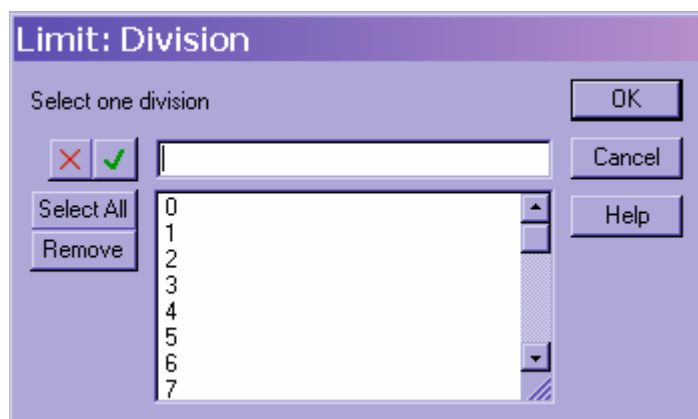 Limit: Division
Select one division
OK
Cancel
Select All
Remove
Help
0
1
2
3
4
5
6
7